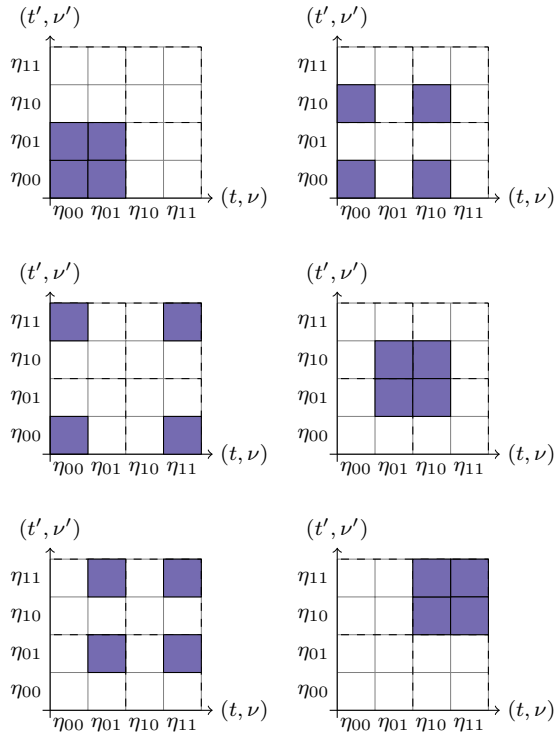 (t′, ν′) (t′, ν′)
η₁₁ η₁₁
η₁₀ η₁₀
η₀₁ η₀₁
η₀₀ η₀₀
(t, ν) (t, ν)
η₀₀ η₀₁ η₁₀ η₁₁ η₀₀ η₀₁ η₁₀ η₁₁
(t′, ν′) (t′, ν′)
η₁₁ η₁₁
η₁₀ η₁₀
η₀₁ η₀₁
η₀₀ η₀₀
(t, ν) (t, ν)
η₀₀ η₀₁ η₁₀ η₁₁ η₀₀ η₀₁ η₁₀ η₁₁
(t′, ν′) (t′, ν′)
η₁₁ η₁₁
η₁₀ η₁₀
η₀₁ η₀₁
η₀₀ η₀₀
(t, ν) (t, ν)
η₀₀ η₀₁ η₁₀ η₁₁ η₀₀ η₀₁ η₁₀ η₁₁